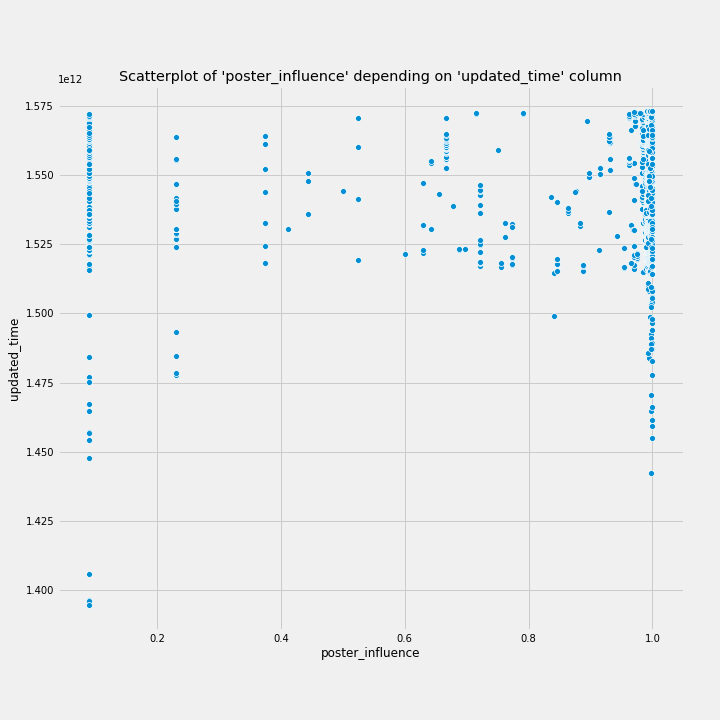 Scatterplot of 'poster_influence' depending on 'updated_time' column
1e12
1.575
1.550
1.525
1.500
1.475
1.450
1.425
1.400
updated_time
0.2 0.4 0.6 0.8 1.0
poster_influence